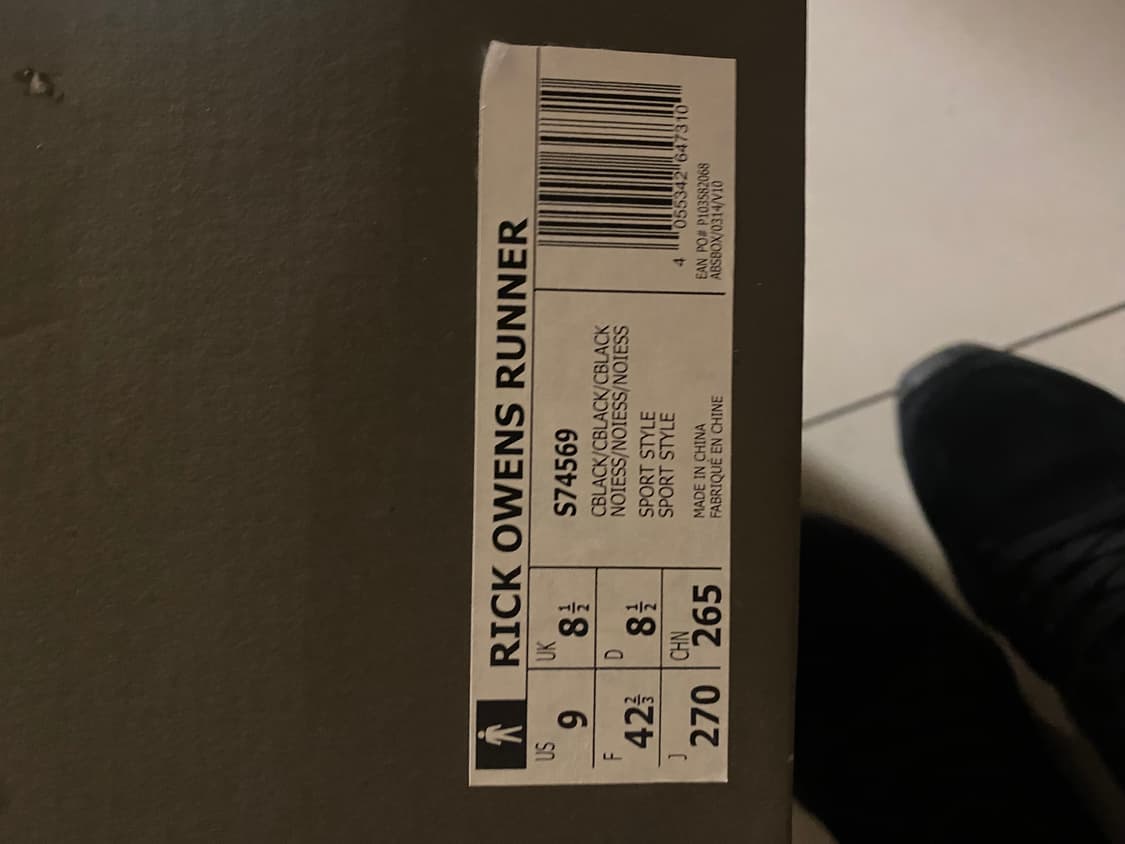 RICK OWENS RUNNER
US 9
UK 8½
F 42⅔
D 8½
J 270
CHN 265
S74569
CBLACK/CBLACK/CBLACK
NOIESS/NOIESS/NOIESS
SPORT STYLE
SPORT STYLE
MADE IN CHINA
FABRIQUÉ EN CHINE
4 055342 647310
EAN PO# P103582068
ABSBOX/0314/V10